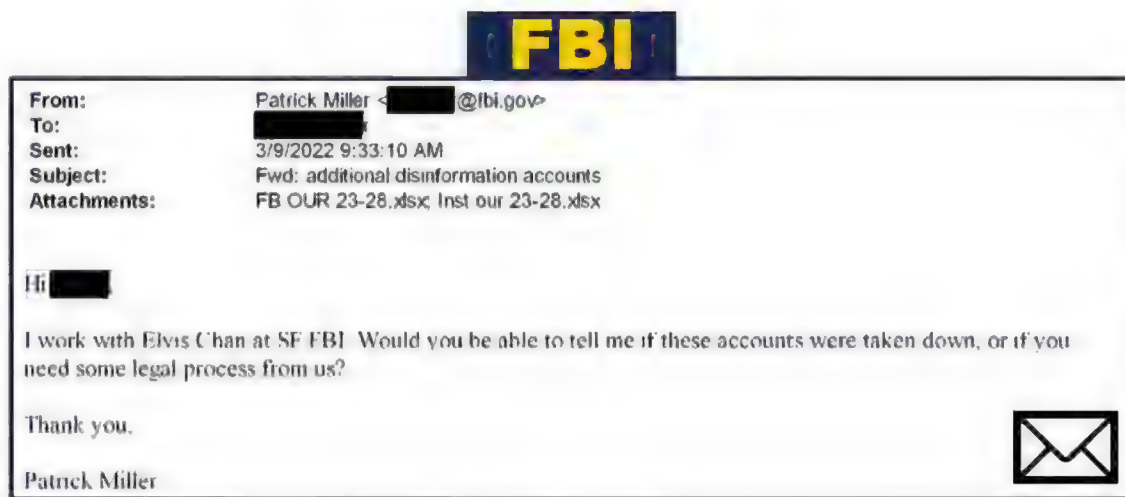 FBI
From: Patrick Miller < @fbi.gov>
To:
Sent: 3/9/2022 9:33:10 AM
Subject: Fwd: additional disinformation accounts
Attachments: FB OUR 23-28.xlsx; Inst our 23-28.xlsx
Hi
I work with Elvis Chan at SF FBI. Would you be able to tell me if these accounts were taken down, or if you
need some legal process from us?
Thank you,
Patrick Miller